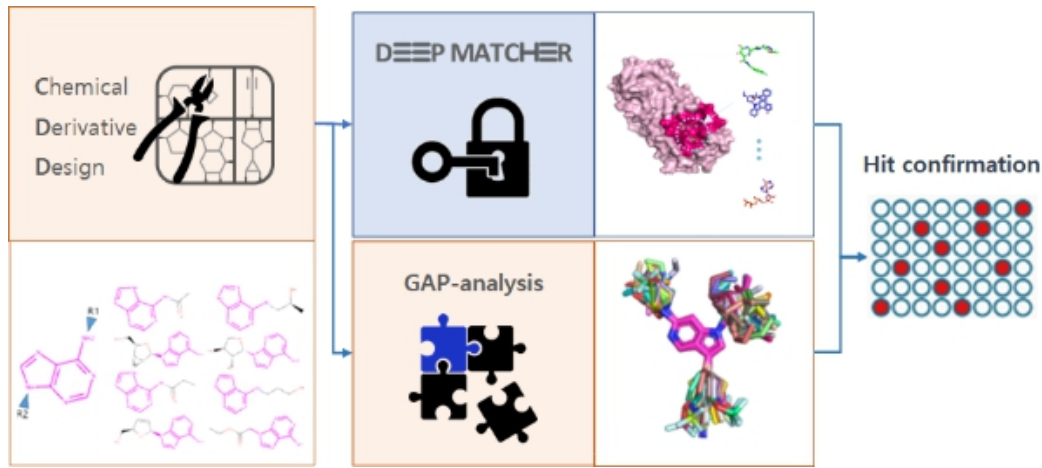 Chemical
Derivative
Design
DEEP MATCHER
GAP-analysis
Hit confirmation
R1
R2